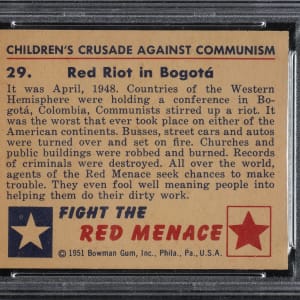 CHILDREN'S CRUSADE AGAINST COMMUNISM
29. Red Riot in Bogotá
It was April, 1948. Countries of the Western
Hemisphere were holding a conference in Bo-
gotá, Colombia, Communists stirred up a riot. It
was the worst that ever took place on either of the
American continents. Busses, street cars and autos
were turned over and set on fire. Churches and
public buildings were robbed and burned. Records
of criminals were destroyed. All over the world,
agents of the Red Menace seek chances to make
trouble. They even fool well meaning people into
helping them do their dirty work.
FIGHT THE
RED MENACE
© 1951 Bowman Gum, Inc., Phila., Pa., U.S.A.